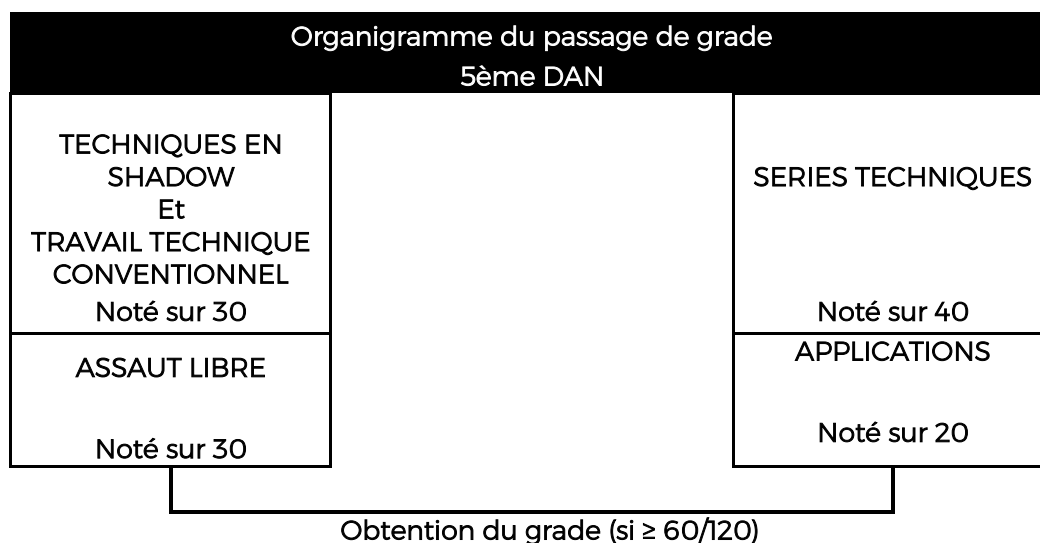 Organigramme du passage de grade
5ème DAN
TECHNIQUES EN
SHADOW
Et
TRAVAIL TECHNIQUE
CONVENTIONNEL
Noté sur 30
SERIES TECHNIQUES
Noté sur 40
ASSAUT LIBRE
Noté sur 30
APPLICATIONS
Noté sur 20
Obtention du grade (si ≥ 60/120)